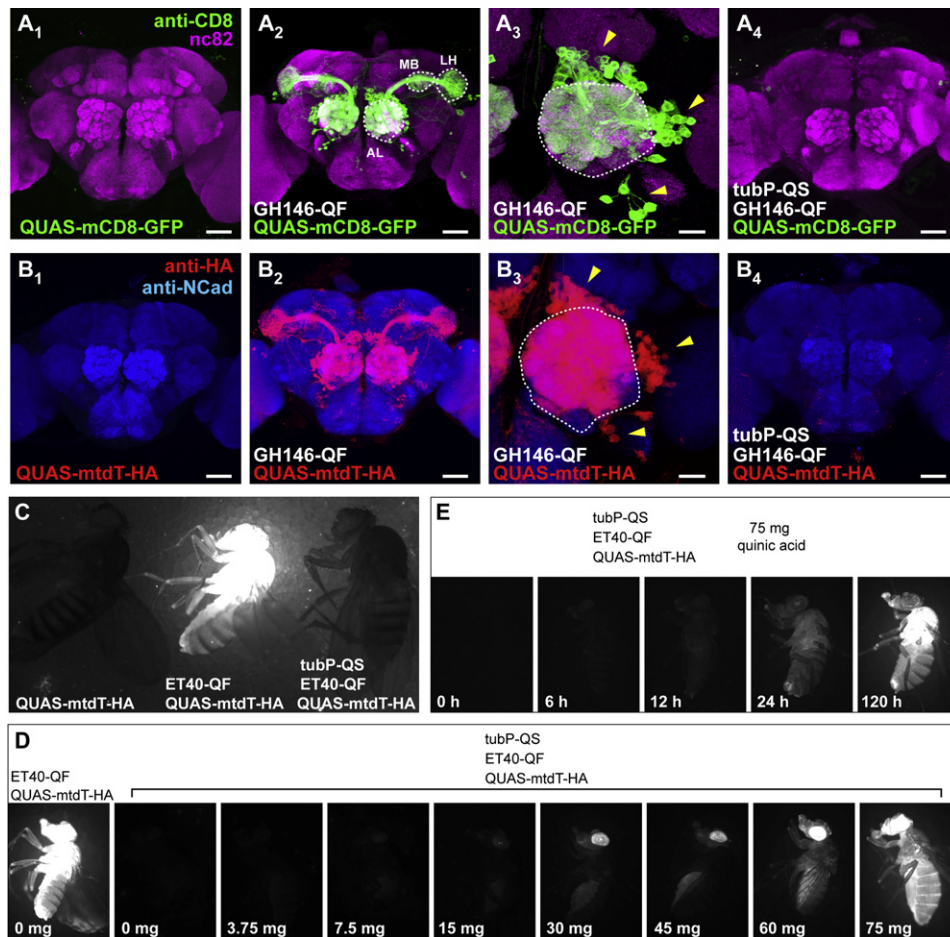 A1
anti-CD8
nc82
QUAS-mCD8-GFP
A2
MB
LH
AL
GH146-QF
QUAS-mCD8-GFP
A3
GH146-QF
QUAS-mCD8-GFP
A4
tubP-QS
GH146-QF
QUAS-mCD8-GFP
B1
anti-HA
anti-NCad
QUAS-mtdT-HA
B2
GH146-QF
QUAS-mtdT-HA
B3
GH146-QF
QUAS-mtdT-HA
B4
tubP-QS
GH146-QF
QUAS-mtdT-HA
C
QUAS-mtdT-HA
ET40-QF
QUAS-mtdT-HA
tubP-QS
ET40-QF
QUAS-mtdT-HA
E
tubP-QS
ET40-QF
QUAS-mtdT-HA
75 mg
quinic acid
0 h
6 h
12 h
24 h
120 h
D
ET40-QF
QUAS-mtdT-HA
tubP-QS
ET40-QF
QUAS-mtdT-HA
0 mg
0 mg
3.75 mg
7.5 mg
15 mg
30 mg
45 mg
60 mg
75 mg